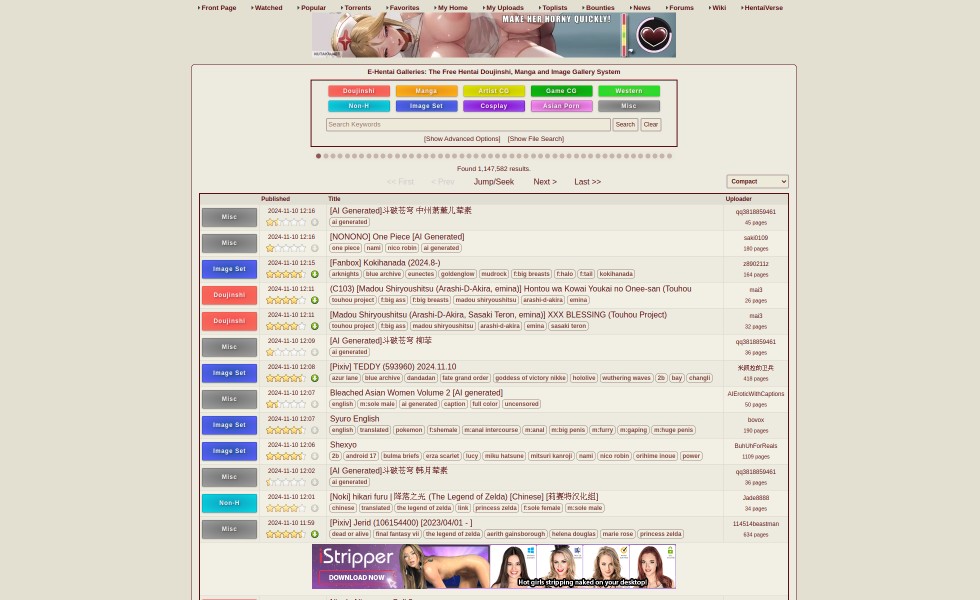 Front Page Watched Popular Torrents Favorites My Home My Uploads Toplists Bounties News Forums Wiki HentaiVerse
MAKE HER HORNY QUICKLY!
E-Hentai Galleries: The Free Hentai Doujinshi, Manga and Image Gallery System
Doujinshi Manga Artist CG Game CG Western
Non-H Image Set Cosplay Asian Porn Misc
Search Keywords Search Clear
[Show Advanced Options] [Show File Search]
Found 1,147,582 results.
<< First < Prev Jump/Seek Next > Last >> Compact
Published Title Uploader
Misc 2024-11-10 12:16 [AI Generated]斗破苍穹 中州萧薰儿荤素 qq3818859461
ai generated 45 pages
Misc 2024-11-10 12:16 [NONONO] One Piece [AI Generated] saki0109
one piece nami nico robin ai generated 180 pages
Image Set 2024-11-10 12:15 [Fanbox] Kokihanada (2024.8-) z890211z
arknights blue archive eunectes goldenglow mudrock f:big breasts f:halo f:tail kokihanada 164 pages
Doujinshi 2024-11-10 12:11 (C103) [Madou Shiryoushitsu (Arashi-D-Akira, emina)] Hontou wa Kowai Youkai no Onee-san (Touhou mai3
touhou project f:big ass f:big breasts madou shiryoushitsu arashi-d-akira emina 26 pages
Doujinshi 2024-11-10 12:11 [Madou Shiryoushitsu (Arashi-D-Akira, Sasaki Teron, emina)] XXX BLESSING (Touhou Project) mai3
touhou project f:big ass madou shiryoushitsu arashi-d-akira emina sasaki teron 32 pages
Misc 2024-11-10 12:09 [AI Generated]斗破苍穹 柳菲 qq3818859461
ai generated 36 pages
Image Set 2024-11-10 12:08 [Pixiv] TEDDY (593960) 2024.11.10
azur lane blue archive dandadan fate grand order goddess of victory nikke hololive wuthering waves 2b bay changli 418 pages
Misc 2024-11-10 12:07 Bleached Asian Women Volume 2 [AI generated] AIEroticWithCaptions
english m:sole male ai generated caption full color uncensored 50 pages
Image Set 2024-11-10 12:07 Syuro English bovox
english translated pokemon f:shemale m:anal intercourse m:anal m:big penis m:furry m:gaping m:huge penis 190 pages
Image Set 2024-11-10 12:06 Shexyo BuhUhForReals
2b android 17 bulma briefs erza scarlet lucy miku hatsune mitsuri kanroji nami nico robin orihime inoue power 1109 pages
Misc 2024-11-10 12:02 [AI Generated]斗破苍穹 韩月荤素 qq3818859461
ai generated 36 pages
Non-H 2024-11-10 12:01 [Noki] hikari furu | 降落之光 (The Legend of Zelda) [Chinese] Jade8888
chinese translated the legend of zelda link princess zelda f:sole female m:sole male 34 pages
Misc 2024-11-10 11:59 [Pixiv] Jerid (106154400) [2023/04/01 - ] 114514beastman
dead or alive final fantasy vii the legend of zelda aerith gainsborough helena douglas marie rose princess zelda 634 pages
iStripper
DOWNLOAD NOW
Hot girls stripping naked on your desktop!